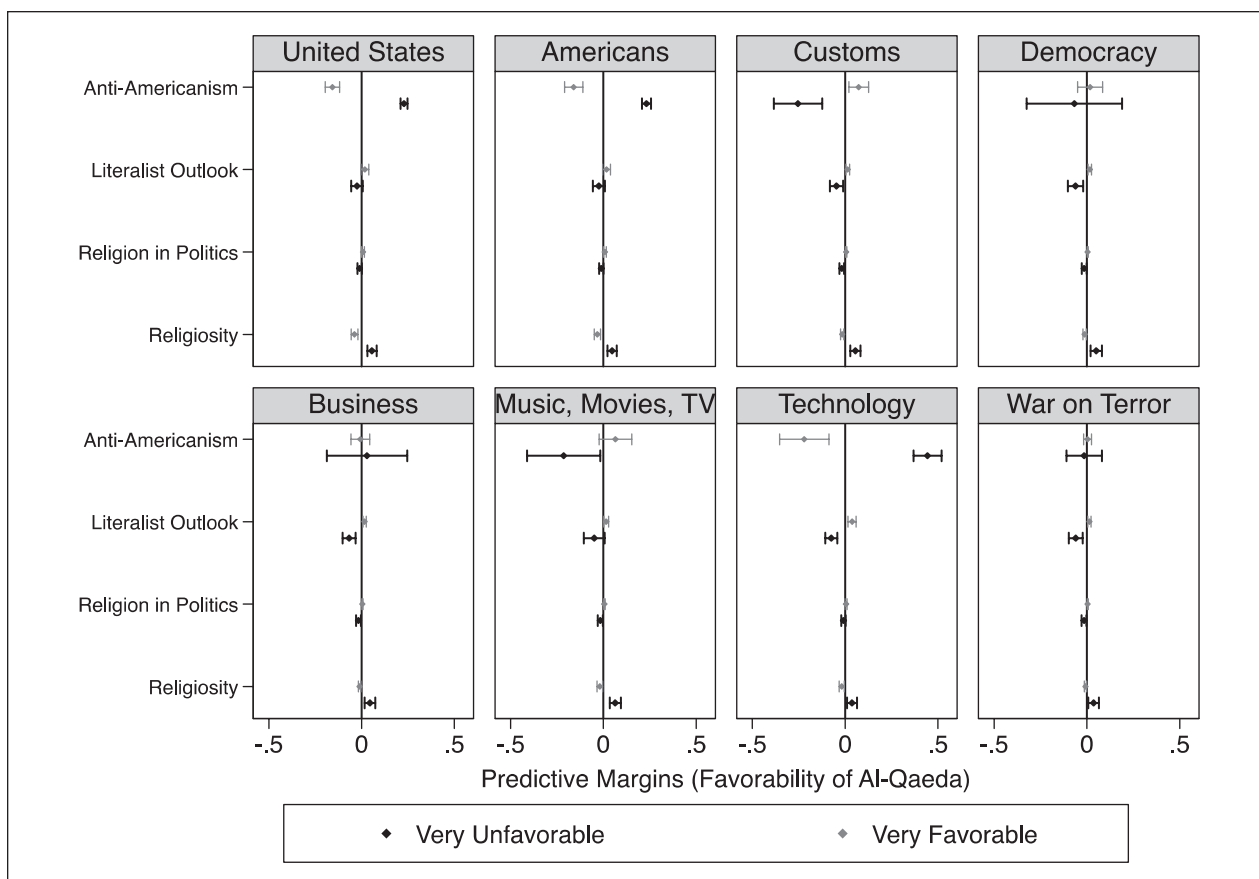 United States Americans Customs Democracy
Anti-Americanism
Literalist Outlook
Religion in Politics
Religiosity
Business Music, Movies, TV Technology War on Terror
Anti-Americanism
Literalist Outlook
Religion in Politics
Religiosity
-.5 0 .5 -.5 0 .5 -.5 0 .5 -.5 0 .5
Predictive Margins (Favorability of Al-Qaeda)
Very Unfavorable Very Favorable